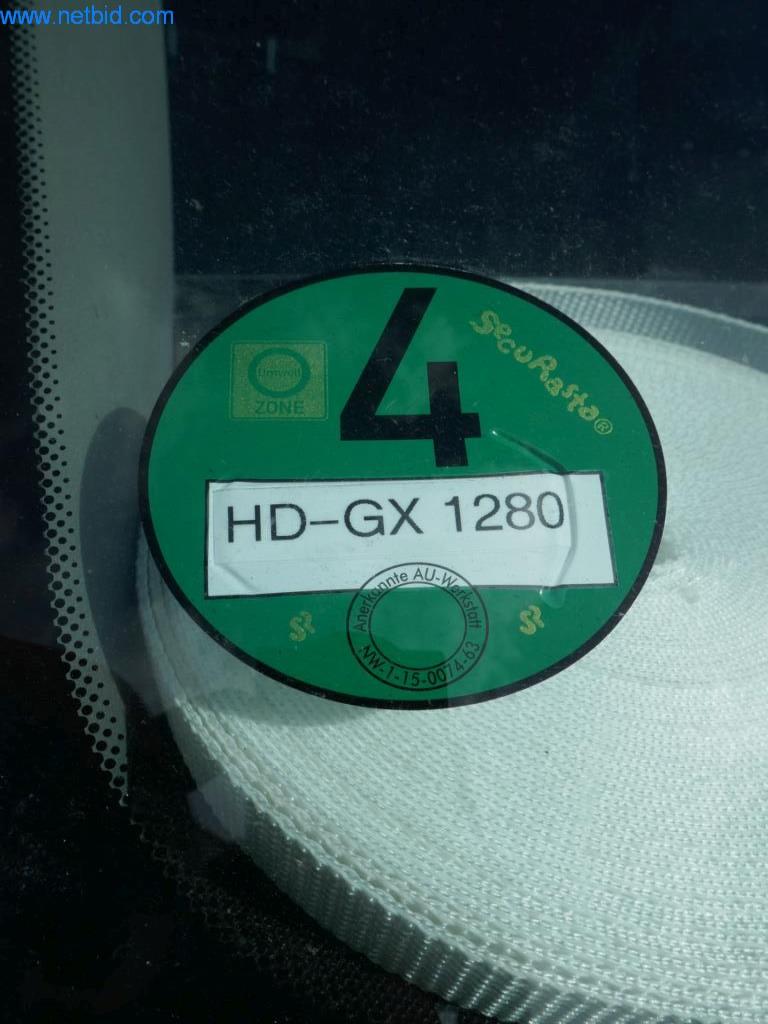 www.netbid.com
4
SecuRasta®
Umwelt
ZONE
HD-GX 1280
Anerkannte AU-Werkstatt
NW-1-15-0074-63